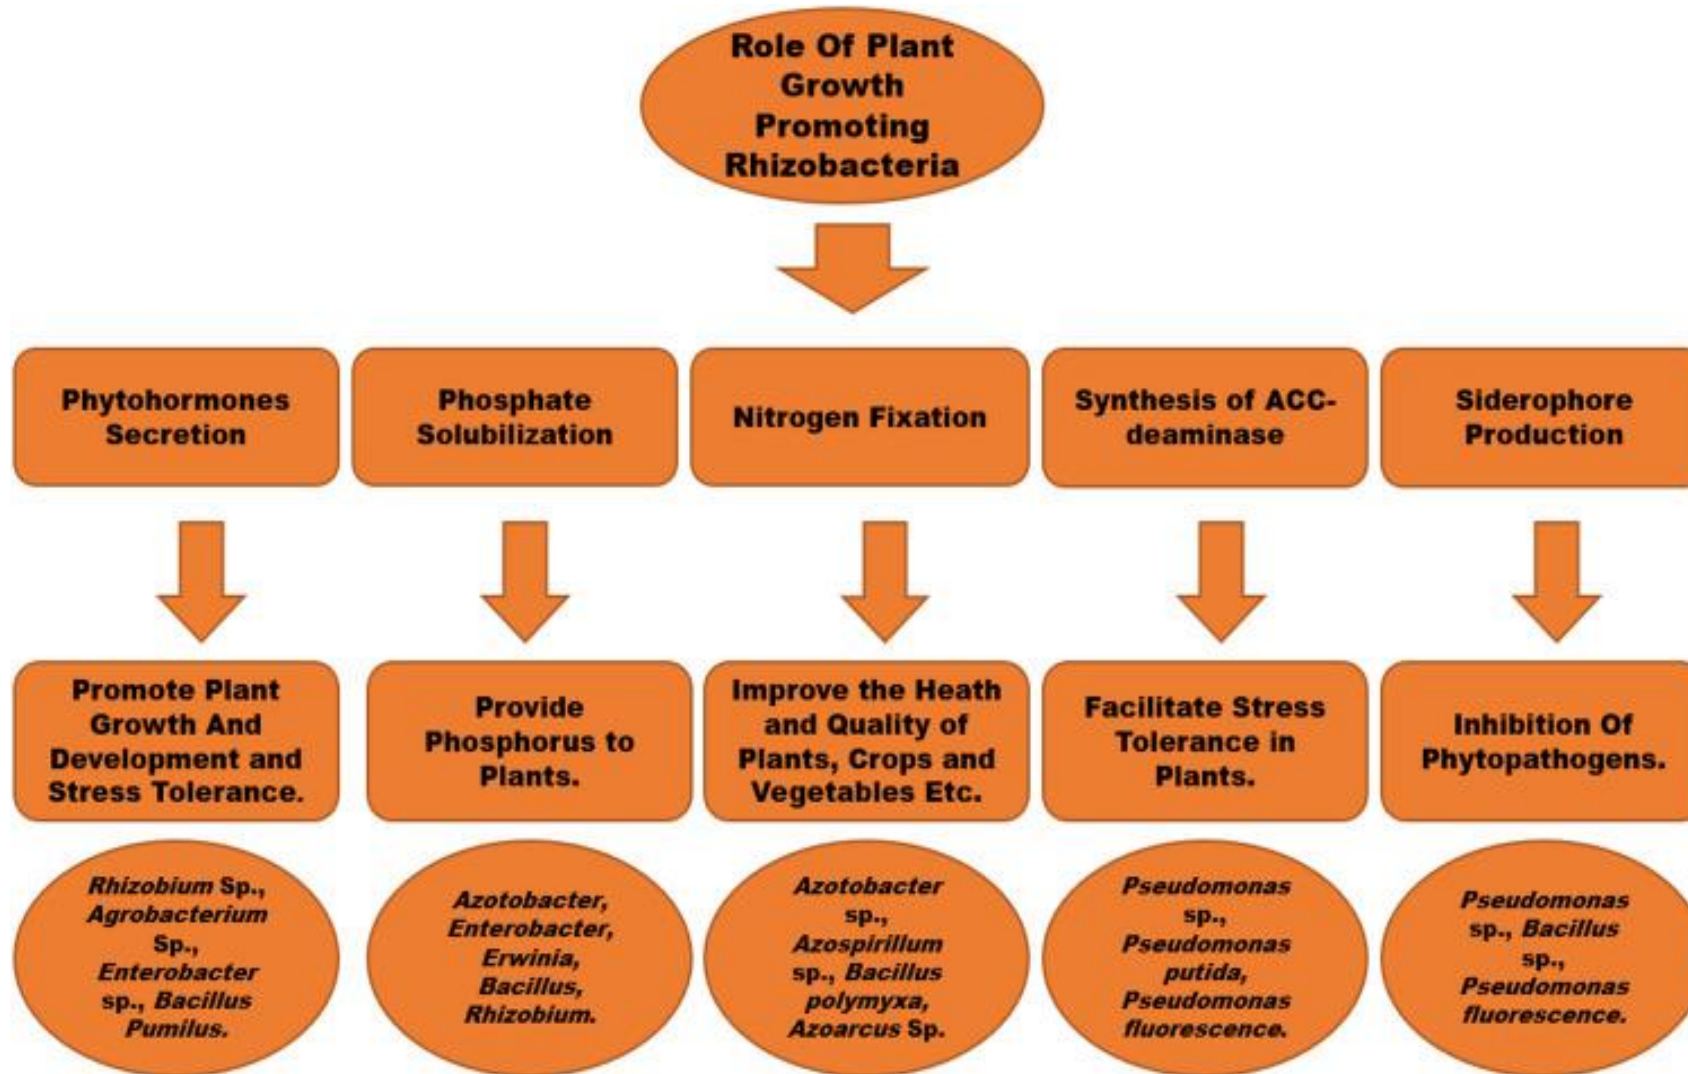 Role Of Plant
Growth
Promoting
Rhizobacteria
Phytohormones
Secretion
Phosphate
Solubilization
Nitrogen Fixation
Synthesis of ACC-
deaminase
Siderophore
Production
Promote Plant
Growth And
Development and
Stress Tolerance.
Provide
Phosphorus to
Plants.
Improve the Heath
and Quality of
Plants, Crops and
Vegetables Etc.
Facilitate Stress
Tolerance in
Plants.
Inhibition Of
Phytopathogens.
Rhizobium Sp.,
Agrobacterium
Sp.,
Enterobacter
sp., Bacillus
Pumilus.
Azotobacter,
Enterobacter,
Erwinia,
Bacillus,
Rhizobium.
Azotobacter
sp.,
Azospirillum
sp., Bacillus
polymyxa,
Azoarcus Sp.
Pseudomonas
sp.,
Pseudomonas
putida,
Pseudomonas
fluorescence.
Pseudomonas
sp., Bacillus
sp.,
Pseudomonas
fluorescence.